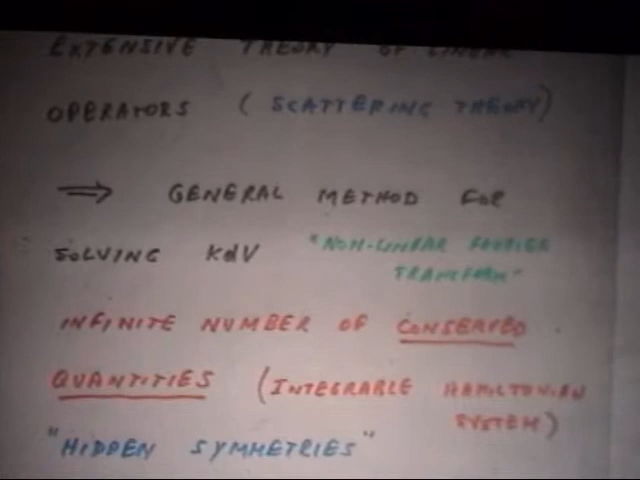 EXTENSIVE THEORY OF LINEAR
OPERATORS (SCATTERING THEORY)
⟹ GENERAL METHOD FOR
SOLVING KdV "NON-LINEAR FOURIER
TRANSFORM"
INFINITE NUMBER OF CONSERVED
QUANTITIES (INTEGRABLE HAMILTONIAN
SYSTEM)
"HIDDEN SYMMETRIES"